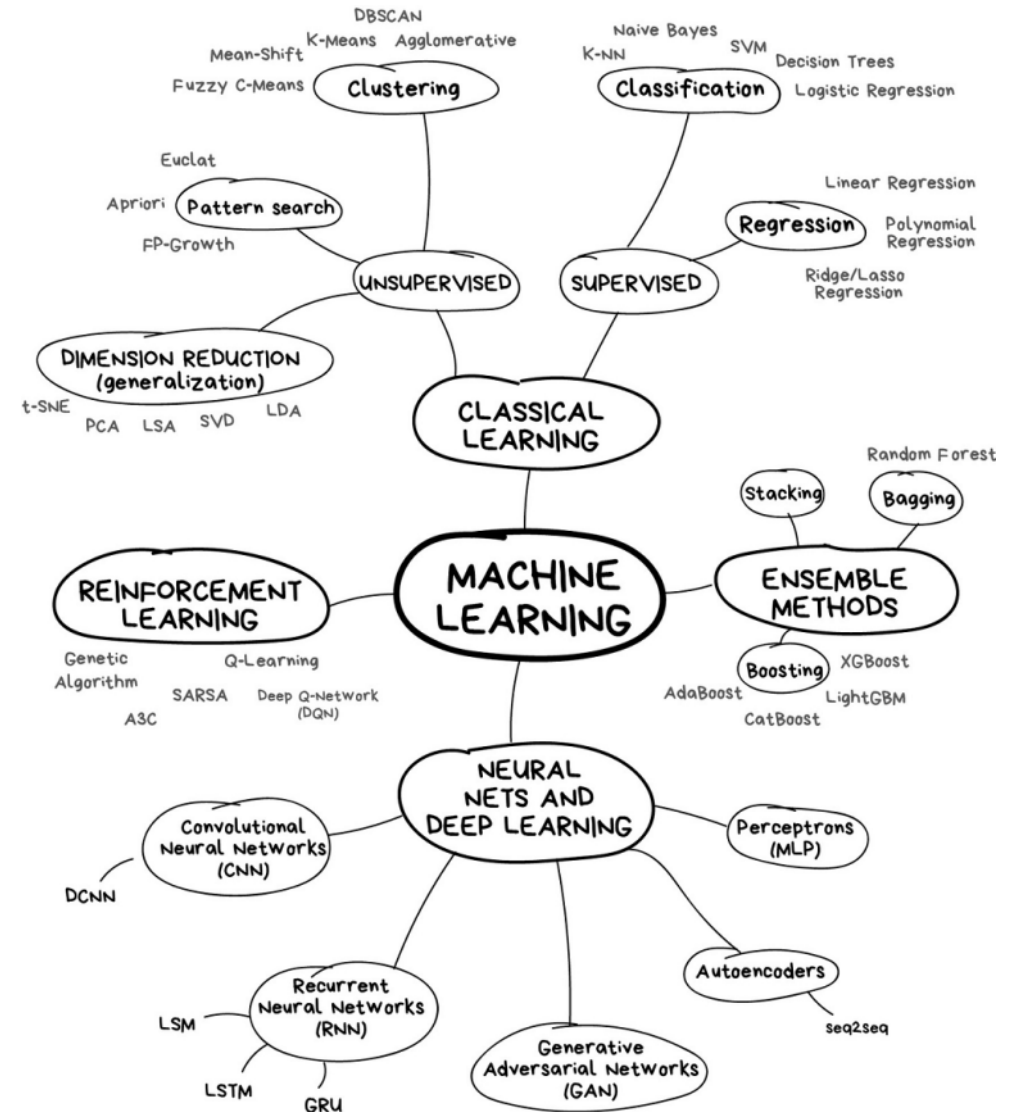 DBSCAN
K-Means
Agglomerative
Mean-Shift
Fuzzy C-Means
Clustering
Naive Bayes
K-NN
SVM
Decision Trees
Classification
Logistic Regression
Euclat
Apriori
Pattern search
FP-Growth
Linear Regression
Regression
Polynomial
Regression
Ridge/Lasso
Regression
UNSUPERVISED
SUPERVISED
DIMENSION REDUCTION
(generalization)
t-SNE
PCA
LSA
SVD
LDA
CLASSICAL
LEARNING
Random Forest
Stacking
Bagging
MACHINE
LEARNING
REINFORCEMENT
LEARNING
ENSEMBLE
METHODS
Genetic
Algorithm
Q-Learning
SARSA
Deep Q-Network
(DQN)
A3C
Boosting
XGBoost
AdaBoost
LightGBM
CatBoost
NEURAL
NETS AND
DEEP LEARNING
Convolutional
Neural Networks
(CNN)
DCNN
Perceptrons
(MLP)
Recurrent
Neural Networks
(RNN)
LSM
LSTM
GRU
Generative
Adversarial Networks
(GAN)
Autoencoders
seq2seq